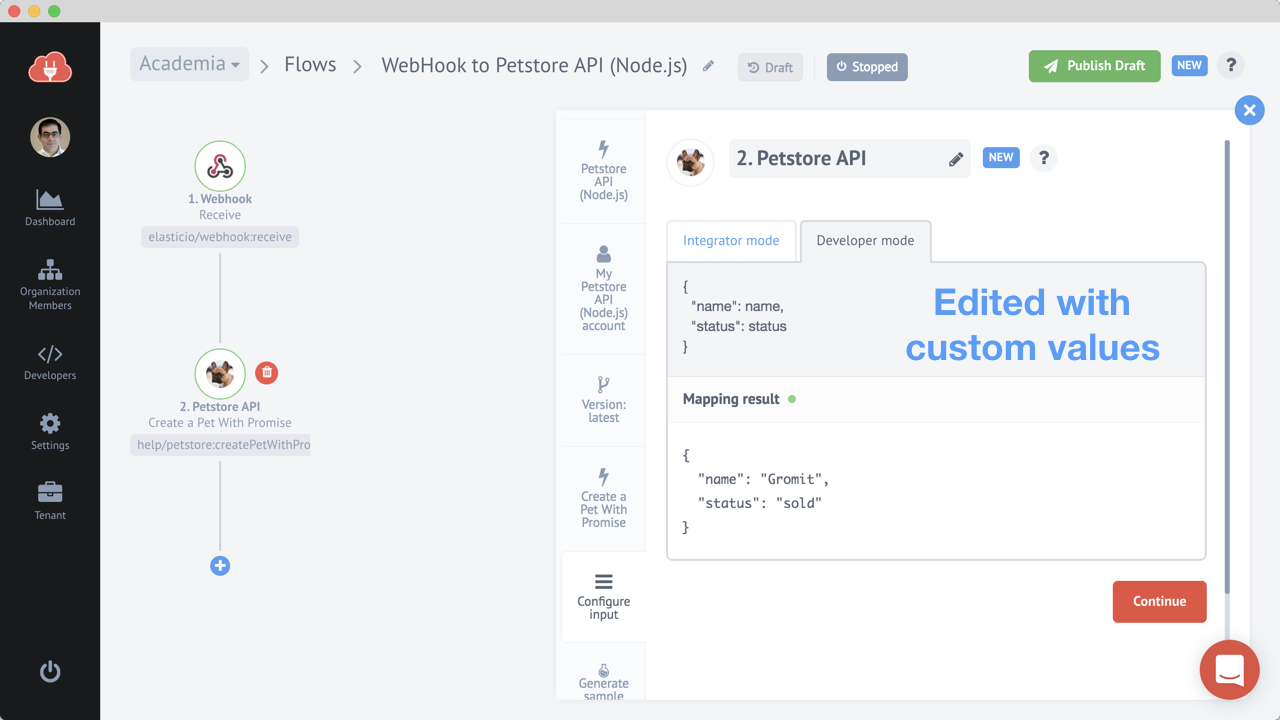 Academia
Flows
WebHook to Petstore API (Node.js)
Draft
Stopped
Publish Draft
NEW
?
Dashboard
Organization
Members
Developers
Settings
Tenant
1. Webhook
Receive
elasticio/webhook:receive
2. Petstore API
Create a Pet With Promise
help/petstore:createPetWithPro
Petstore
API
(Node.js)
My
Petstore
API
(Node.js)
account
Version:
latest
Create a
Pet With
Promise
Configure
input
Generate
sample
2. Petstore API
NEW
?
Integrator mode
Developer mode
{
"name": name,
"status": status
}
Edited with
custom values
Mapping result
{
"name": "Gromit",
"status": "sold"
}
Continue